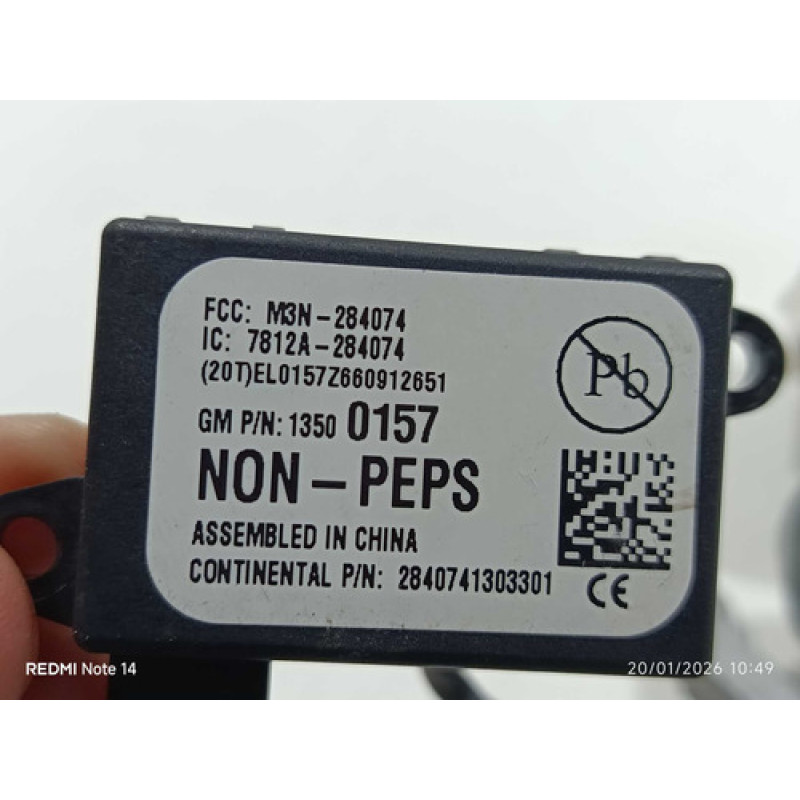 FCC: M3N-284074
IC: 7812A-284074
(20T)EL0157Z660912651
GM P/N: 1350 0157
Pb
NON-PEPS
ASSEMBLED IN CHINA
CONTINENTAL P/N: 2840741303301
CE
REDMI Note 14
20/01/2026 10:49